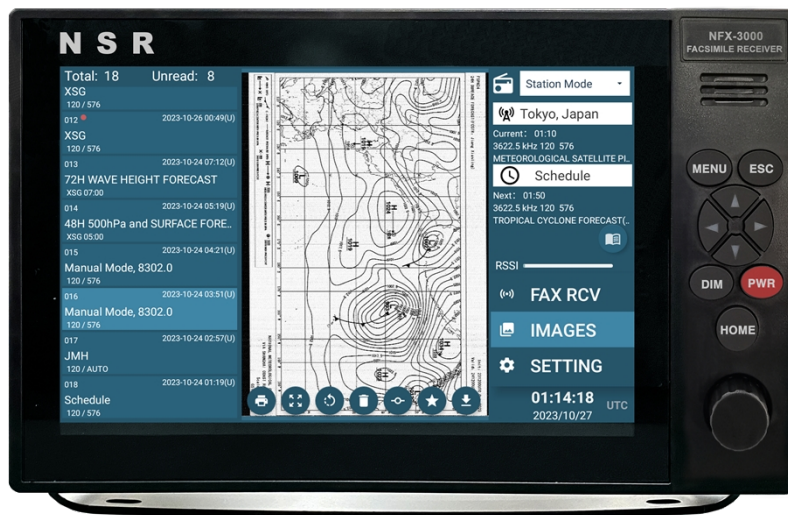 NSR
NFX-3000
FACSIMILE RECEIVER
Total: 18 Unread: 8
XSG
120 / 576
012 2023-10-26 00:49(U)
XSG
120 / 576
013 2023-10-24 07:12(U)
72H WAVE HEIGHT FORECAST
XSG 07:00
014 2023-10-24 05:19(U)
48H 500hPa and SURFACE FORE..
XSG 05:00
015 2023-10-24 04:21(U)
Manual Mode, 8302.0
120 / 576
016 2023-10-24 03:51(U)
Manual Mode, 8302.0
120 / 576
017 2023-10-24 02:57(U)
JMH
120 / AUTO
018 2023-10-24 01:19(U)
Schedule
120 / 576
Station Mode
Tokyo, Japan
Current: 01:10
3622.5 kHz 120 576
METEOROLOGICAL SATELLITE PI..
Schedule
Next: 01:50
3622.5 kHz 120 576
TROPICAL CYCLONE FORECAST(..
RSSI
FAX RCV
IMAGES
SETTING
01:14:18
UTC
2023/10/27
MENU
ESC
DIM
PWR
HOME